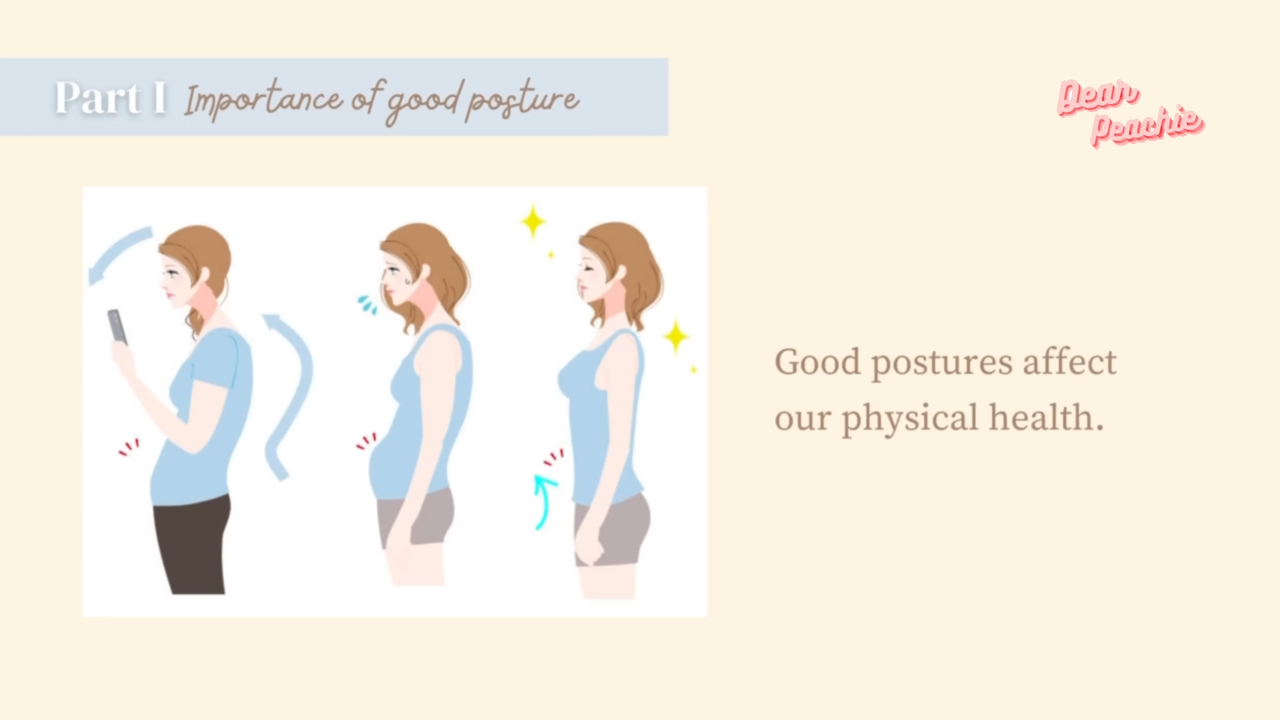 Part I Importance of good posture
Dear
Peachie
Good postures affect
our physical health.